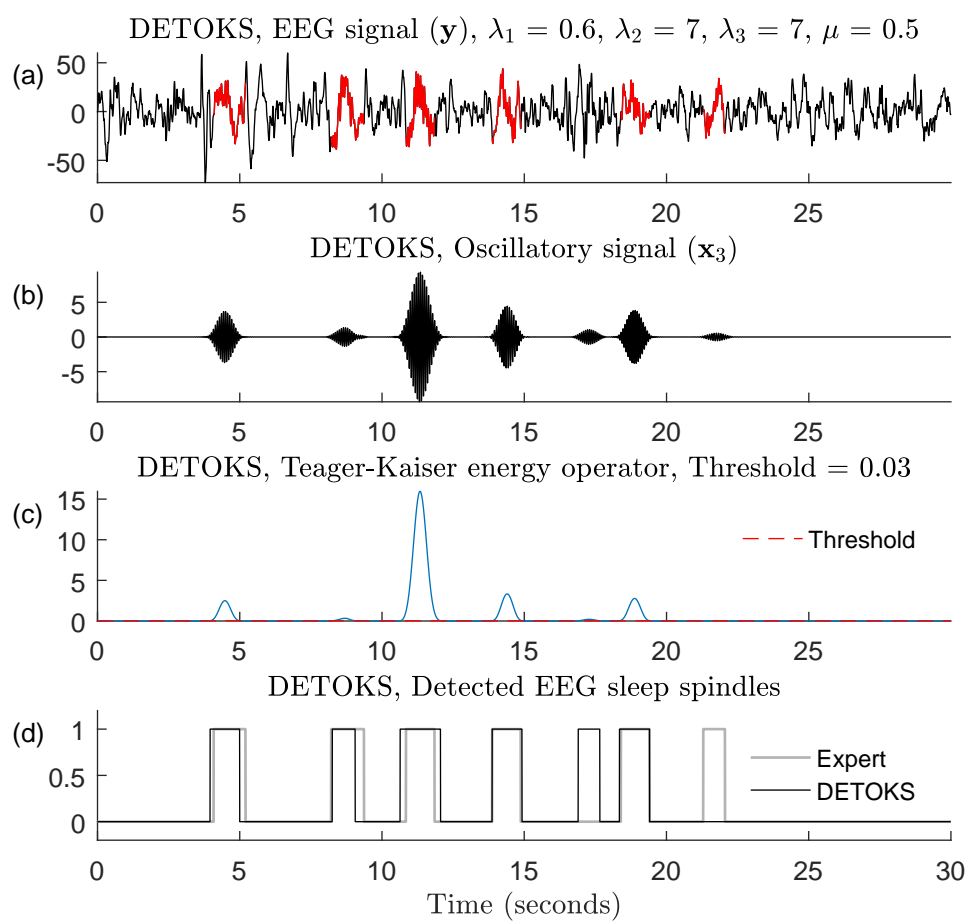 DETOKS, EEG signal (y), λ1 = 0.6, λ2 = 7, λ3 = 7, μ = 0.5
(a)
50
0
-50
0 5 10 15 20 25
DETOKS, Oscillatory signal (x3)
(b)
5
0
-5
0 5 10 15 20 25
DETOKS, Teager-Kaiser energy operator, Threshold = 0.03
(c)
15
10
5
0
Threshold
0 5 10 15 20 25 30
DETOKS, Detected EEG sleep spindles
(d)
1
0.5
0
Expert
DETOKS
0 5 10 15 20 25 30
Time (seconds)